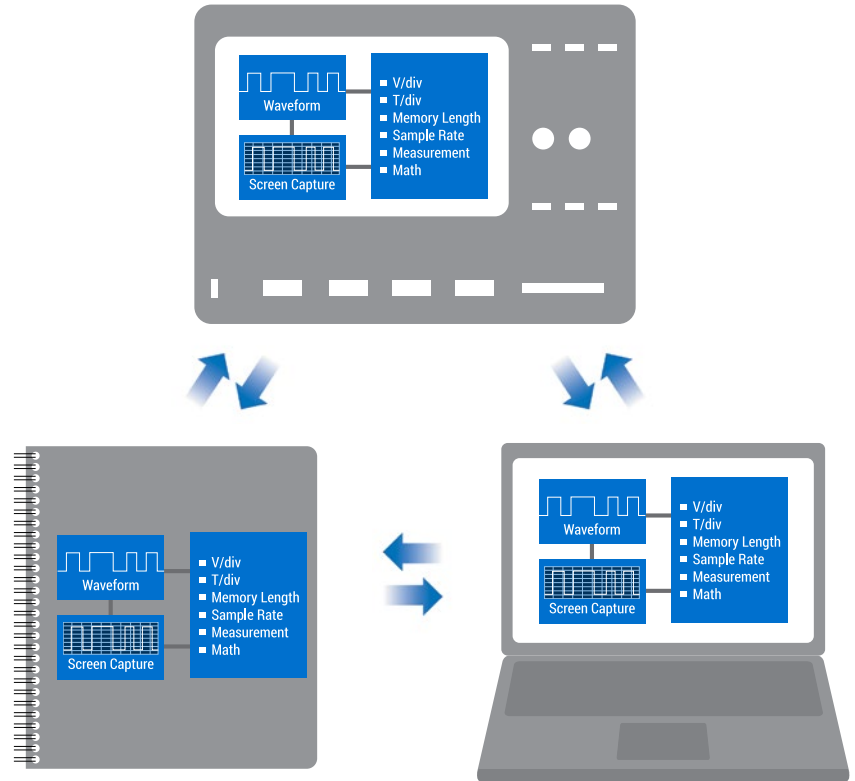 Waveform
Screen Capture
V/div
T/div
Memory Length
Sample Rate
Measurement
Math
Waveform
Screen Capture
V/div
T/div
Memory Length
Sample Rate
Measurement
Math
Waveform
Screen Capture
V/div
T/div
Memory Length
Sample Rate
Measurement
Math